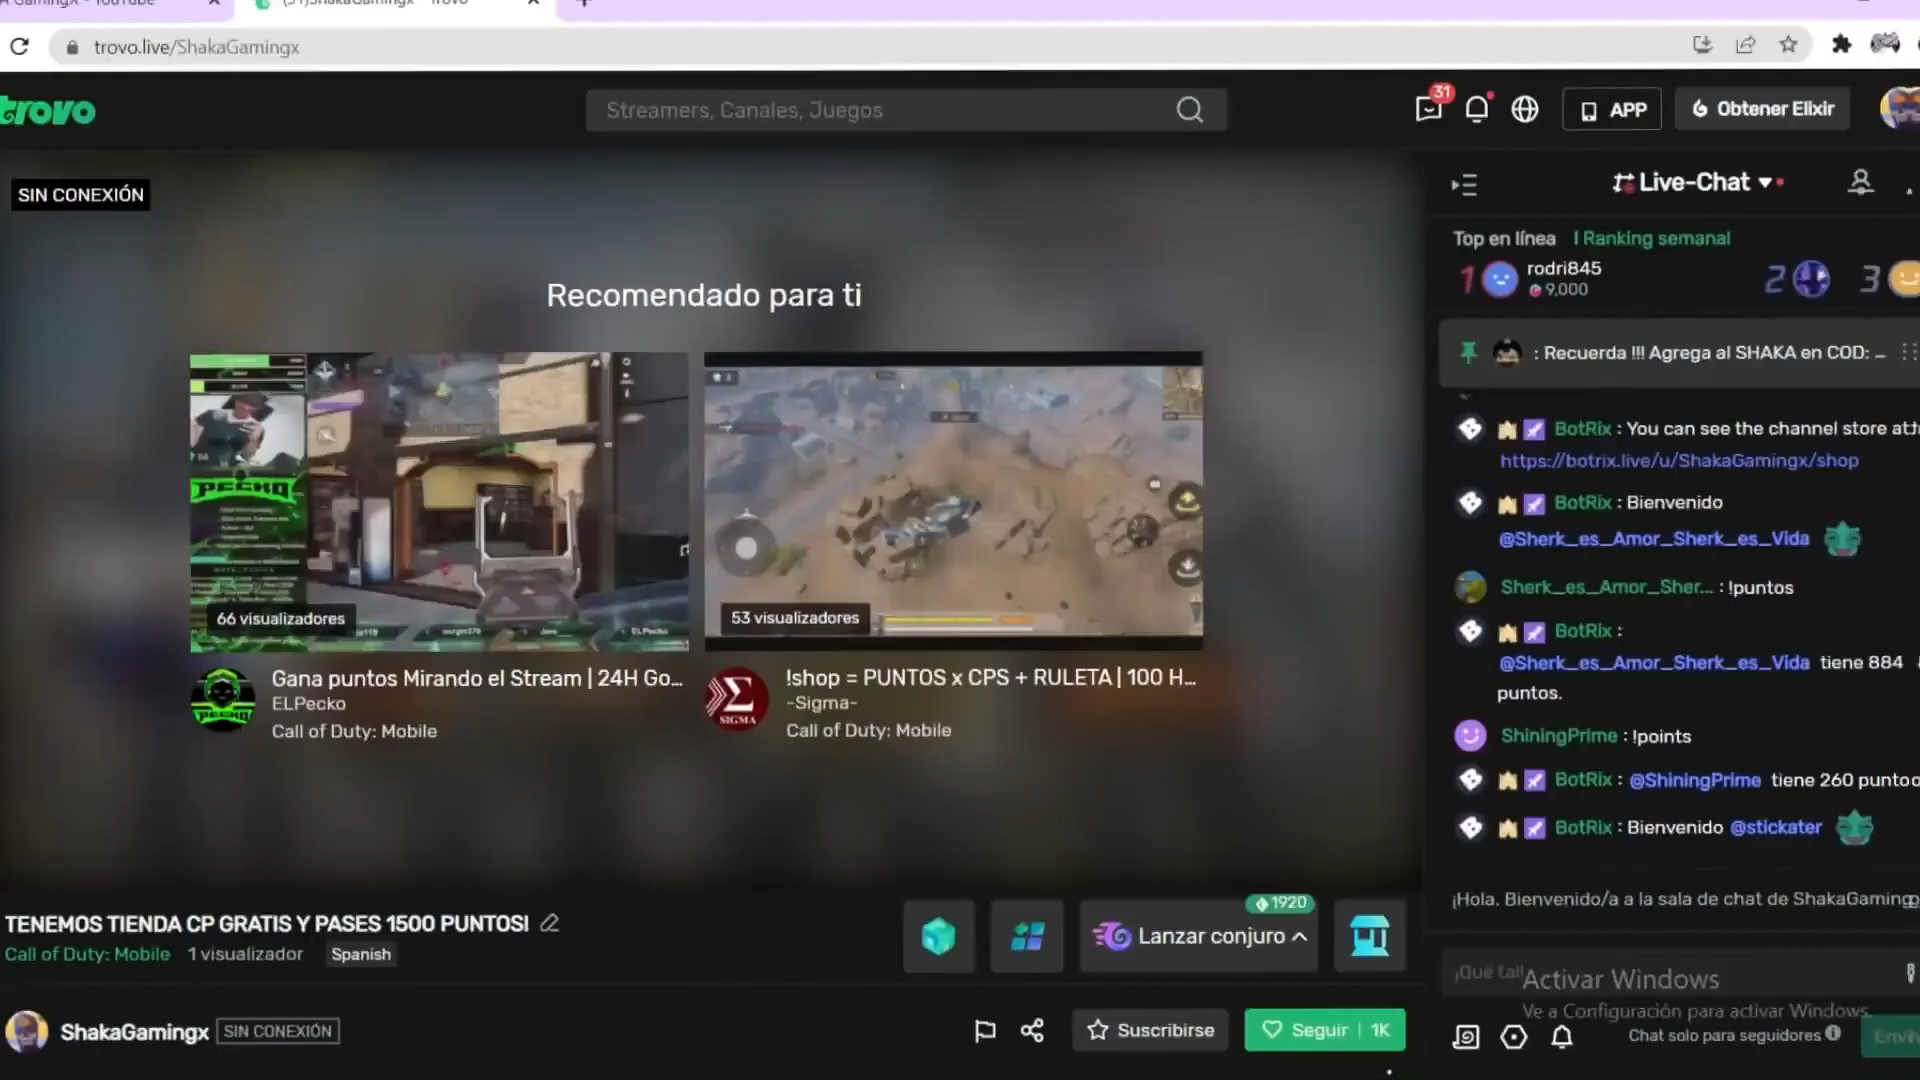 trovo.live/ShakaGamingx
trovo
Streamers, Canales, Juegos
31
APP
Obtener Elixir
SIN CONEXIÓN
Recomendado para ti
PECKO
66 visualizadores
53 visualizadores
PECKO
Gana puntos Mirando el Stream | 24H Go...
ELPecko
Call of Duty: Mobile
SIGMA
!shop = PUNTOS x CPS + RULETA | 100 H...
-Sigma-
Call of Duty: Mobile
Live-Chat
Top en línea | Ranking semanal
1 rodri845
9,000
2
3
: Recuerda !!! Agrega al SHAKA en COD: _
BotRix : You can see the channel store at
https://botrix.live/u/ShakaGamingx/shop
BotRix : Bienvenido
@Sherk_es_Amor_Sherk_es_Vida
Sherk_es_Amor_Sher... : !puntos
BotRix :
@Sherk_es_Amor_Sherk_es_Vida tiene 884
puntos.
ShiningPrime : !points
BotRix : @ShiningPrime tiene 260 punto
BotRix : Bienvenido @stickater
¡Hola. Bienvenido/a a la sala de chat de ShakaGaming
TENEMOS TIENDA CP GRATIS Y PASES 1500 PUNTOS!
Call of Duty: Mobile 1 visualizador Spanish
1920
Lanzar conjuro
ShakaGamingx SIN CONEXIÓN
Suscribirse
Seguir | 1K
¡Qué tal
Activar Windows
Ve a Configuración para activar Windows.
Chat solo para seguidores